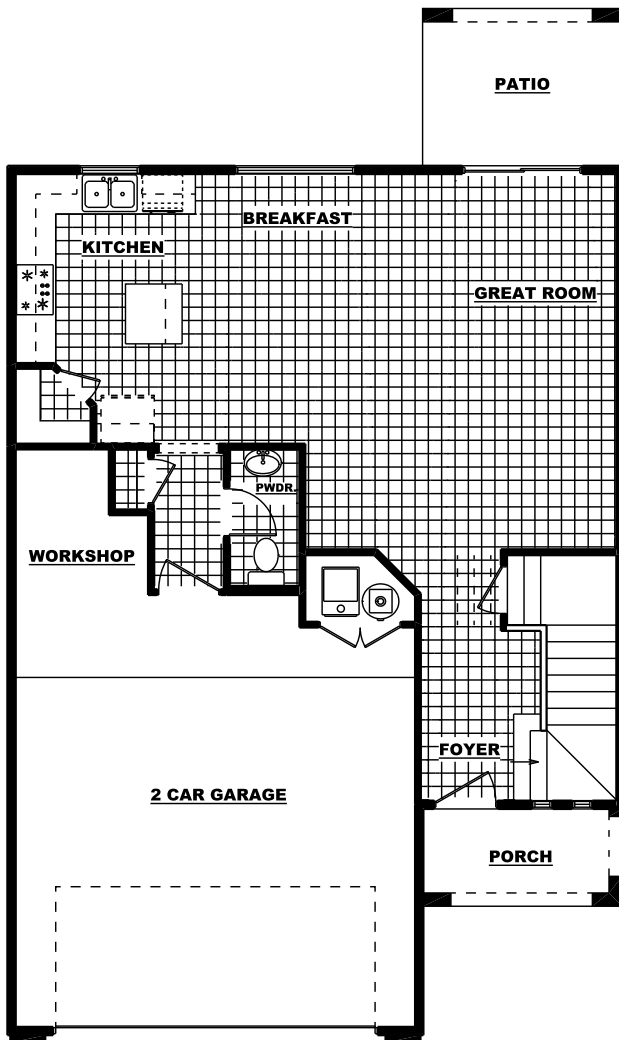 PATIO
BREAKFAST
KITCHEN
GREAT ROOM
PWDR.
WORKSHOP
FOYER
2 CAR GARAGE
PORCH